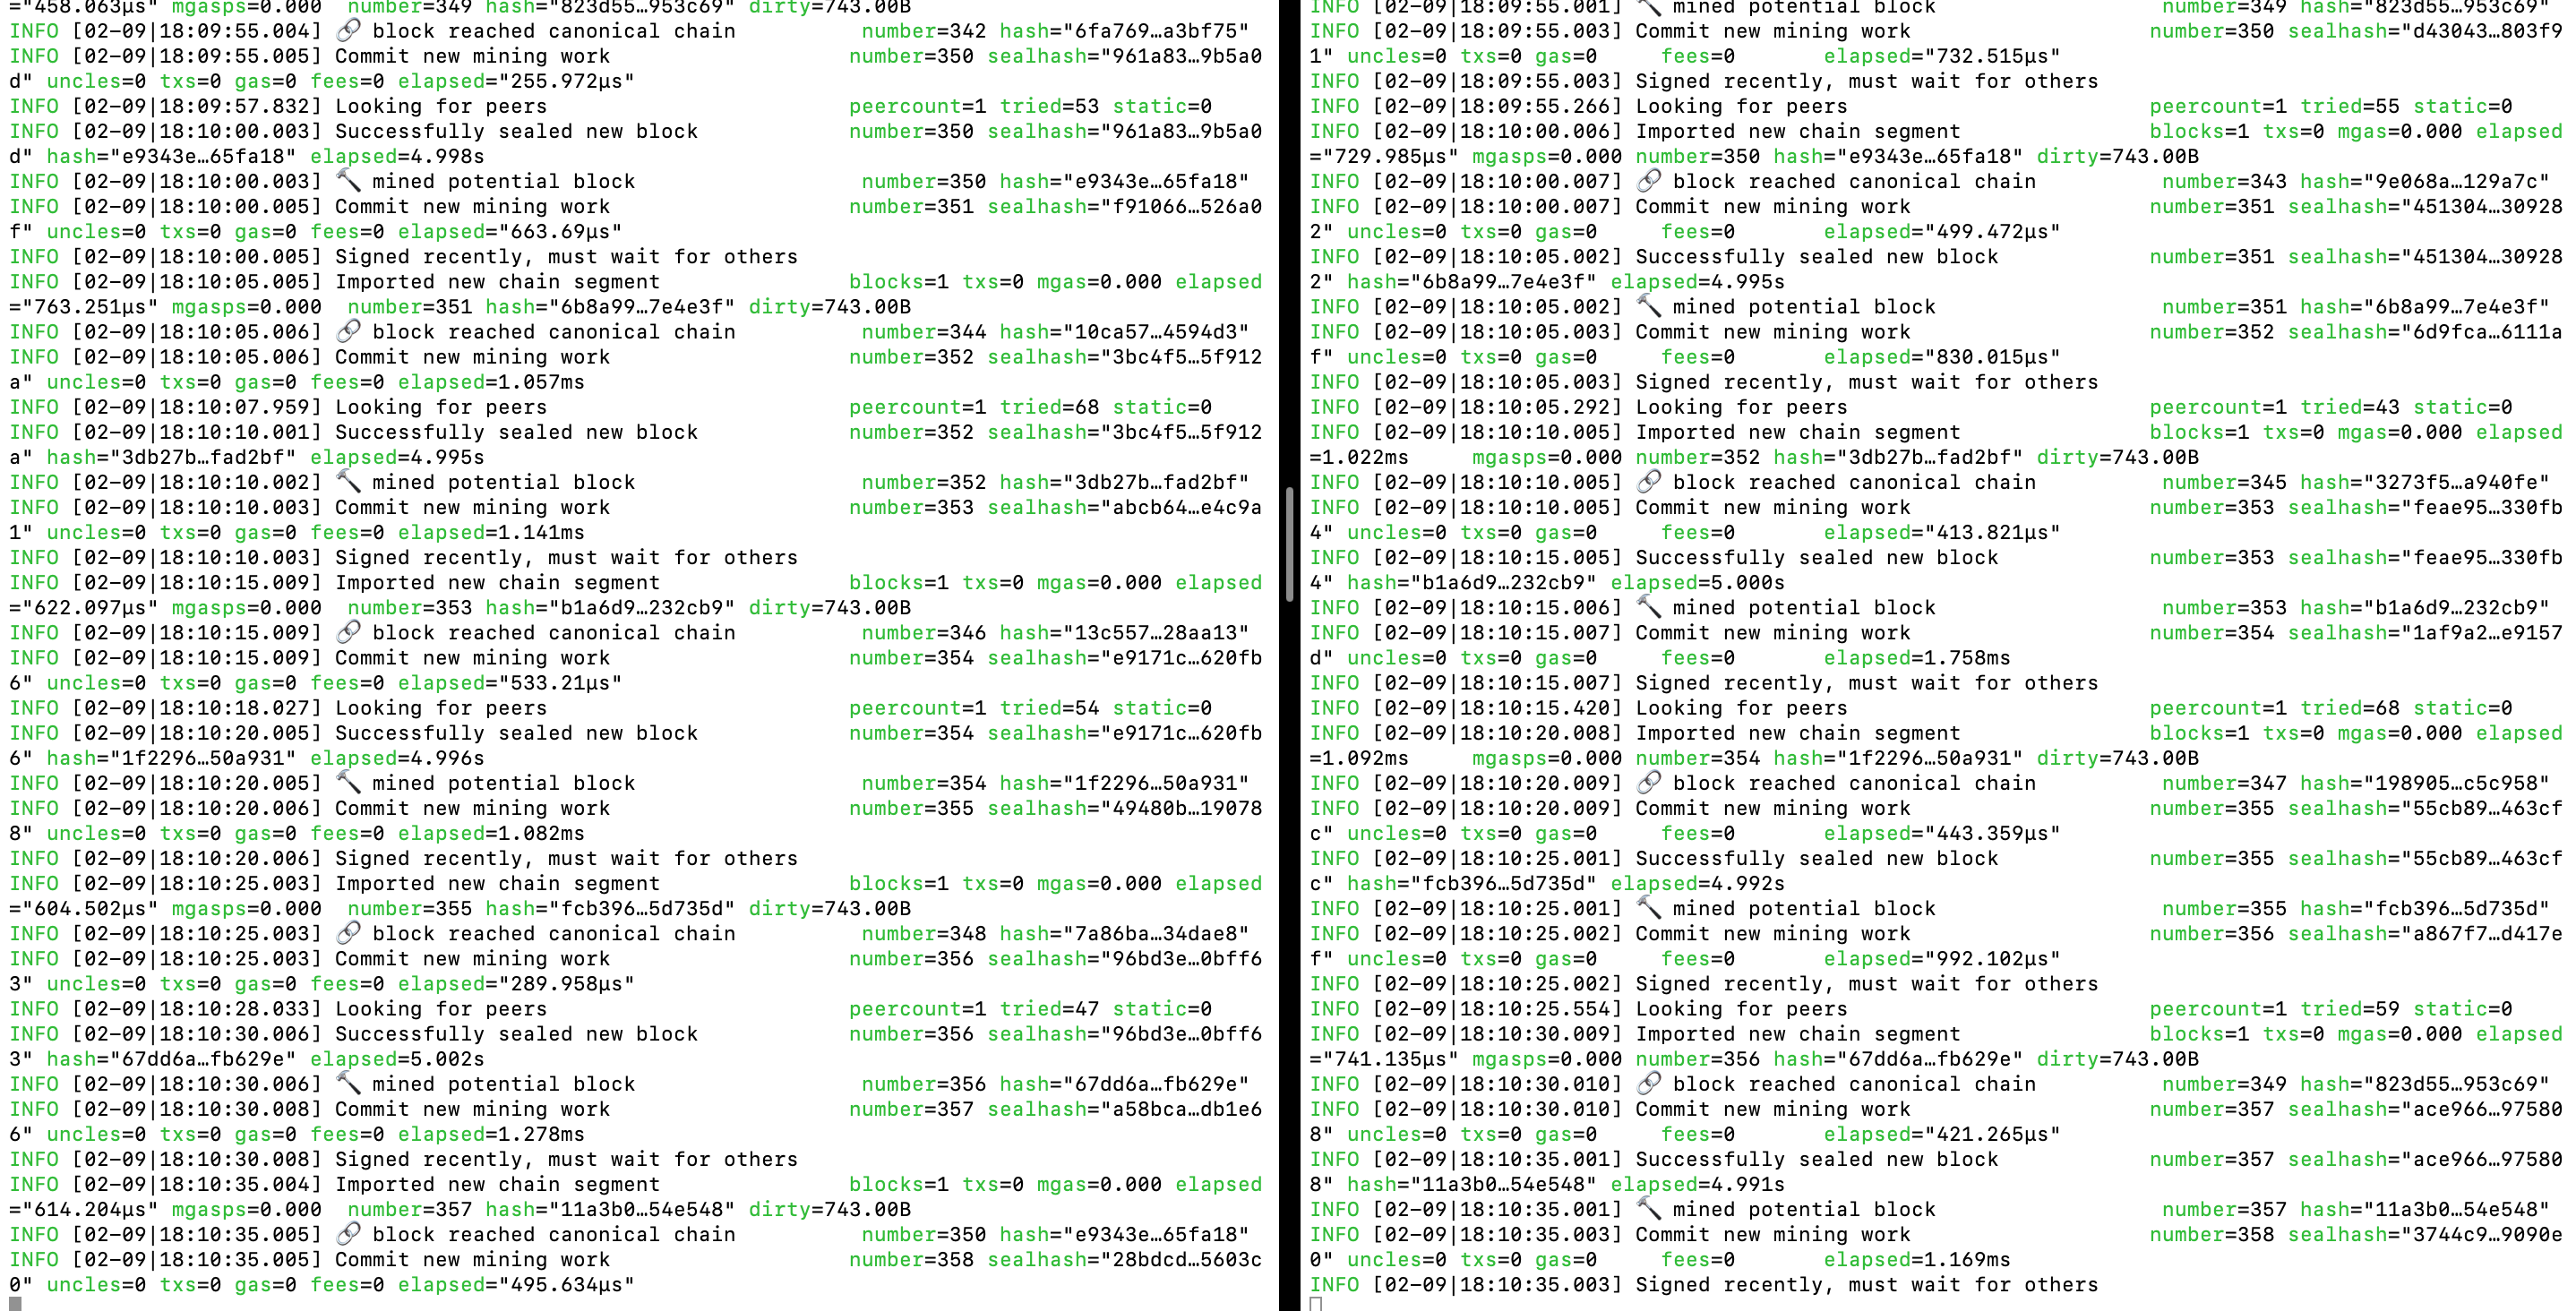 ="458.063µs" mgasps=0.000  number=349 hash="823d55…953c69" dirty=743.00B
INFO [02-09|18:09:55.004] 🔗 block reached canonical chain          number=342 hash="6fa769…a3bf75"
INFO [02-09|18:09:55.005] Commit new mining work                   number=350 sealhash="961a83…9b5a0
d" uncles=0 txs=0 gas=0 fees=0 elapsed="255.972µs"
INFO [02-09|18:09:57.832] Looking for peers                        peercount=1 tried=53 static=0
INFO [02-09|18:10:00.003] Successfully sealed new block            number=350 sealhash="961a83…9b5a0
d" hash="e9343e…65fa18" elapsed=4.998s
INFO [02-09|18:10:00.003] 🔨 mined potential block                  number=350 hash="e9343e…65fa18"
INFO [02-09|18:10:00.005] Commit new mining work                   number=351 sealhash="f91066…526a0
f" uncles=0 txs=0 gas=0 fees=0 elapsed="663.69µs"
INFO [02-09|18:10:00.005] Signed recently, must wait for others
INFO [02-09|18:10:05.005] Imported new chain segment               blocks=1 txs=0 mgas=0.000 elapsed
="763.251µs" mgasps=0.000  number=351 hash="6b8a99…7e4e3f" dirty=743.00B
INFO [02-09|18:10:05.006] 🔗 block reached canonical chain          number=344 hash="10ca57…4594d3"
INFO [02-09|18:10:05.006] Commit new mining work                   number=352 sealhash="3bc4f5…5f912
a" uncles=0 txs=0 gas=0 fees=0 elapsed=1.057ms
INFO [02-09|18:10:07.959] Looking for peers                        peercount=1 tried=68 static=0
INFO [02-09|18:10:10.001] Successfully sealed new block            number=352 sealhash="3bc4f5…5f912
a" hash="3db27b…fad2bf" elapsed=4.995s
INFO [02-09|18:10:10.002] 🔨 mined potential block                  number=352 hash="3db27b…fad2bf"
INFO [02-09|18:10:10.003] Commit new mining work                   number=353 sealhash="abcb64…e4c9a
1" uncles=0 txs=0 gas=0 fees=0 elapsed=1.141ms
INFO [02-09|18:10:10.003] Signed recently, must wait for others
INFO [02-09|18:10:15.009] Imported new chain segment               blocks=1 txs=0 mgas=0.000 elapsed
="622.097µs" mgasps=0.000  number=353 hash="b1a6d9…232cb9" dirty=743.00B
INFO [02-09|18:10:15.009] 🔗 block reached canonical chain          number=346 hash="13c557…28aa13"
INFO [02-09|18:10:15.009] Commit new mining work                   number=354 sealhash="e9171c…620fb
6" uncles=0 txs=0 gas=0 fees=0 elapsed="533.21µs"
INFO [02-09|18:10:18.027] Looking for peers                        peercount=1 tried=54 static=0
INFO [02-09|18:10:20.005] Successfully sealed new block            number=354 sealhash="e9171c…620fb
6" hash="1f2296…50a931" elapsed=4.996s
INFO [02-09|18:10:20.005] 🔨 mined potential block                  number=354 hash="1f2296…50a931"
INFO [02-09|18:10:20.006] Commit new mining work                   number=355 sealhash="49480b…19078
8" uncles=0 txs=0 gas=0 fees=0 elapsed=1.082ms
INFO [02-09|18:10:20.006] Signed recently, must wait for others
INFO [02-09|18:10:25.003] Imported new chain segment               blocks=1 txs=0 mgas=0.000 elapsed
="604.502µs" mgasps=0.000  number=355 hash="fcb396…5d735d" dirty=743.00B
INFO [02-09|18:10:25.003] 🔗 block reached canonical chain          number=348 hash="7a86ba…34dae8"
INFO [02-09|18:10:25.003] Commit new mining work                   number=356 sealhash="96bd3e…0bff6
3" uncles=0 txs=0 gas=0 fees=0 elapsed="289.958µs"
INFO [02-09|18:10:28.033] Looking for peers                        peercount=1 tried=47 static=0
INFO [02-09|18:10:30.006] Successfully sealed new block            number=356 sealhash="96bd3e…0bff6
3" hash="67dd6a…fb629e" elapsed=5.002s
INFO [02-09|18:10:30.006] 🔨 mined potential block                  number=356 hash="67dd6a…fb629e"
INFO [02-09|18:10:30.008] Commit new mining work                   number=357 sealhash="a58bca…db1e6
6" uncles=0 txs=0 gas=0 fees=0 elapsed=1.278ms
INFO [02-09|18:10:30.008] Signed recently, must wait for others
INFO [02-09|18:10:35.004] Imported new chain segment               blocks=1 txs=0 mgas=0.000 elapsed
="614.204µs" mgasps=0.000  number=357 hash="11a3b0…54e548" dirty=743.00B
INFO [02-09|18:10:35.005] 🔗 block reached canonical chain          number=350 hash="e9343e…65fa18"
INFO [02-09|18:10:35.005] Commit new mining work                   number=358 sealhash="28bdcd…5603c
0" uncles=0 txs=0 gas=0 fees=0 elapsed="495.634µs"
INFO [02-09|18:09:55.001] 🔨 mined potential block                  number=349 hash="823d55…953c69"
INFO [02-09|18:09:55.003] Commit new mining work                   number=350 sealhash="d43043…803f9
1" uncles=0 txs=0 gas=0     fees=0       elapsed="732.515µs"
INFO [02-09|18:09:55.003] Signed recently, must wait for others
INFO [02-09|18:09:55.266] Looking for peers                        peercount=1 tried=55 static=0
INFO [02-09|18:10:00.006] Imported new chain segment               blocks=1 txs=0 mgas=0.000 elapsed
="729.985µs" mgasps=0.000 number=350 hash="e9343e…65fa18" dirty=743.00B
INFO [02-09|18:10:00.007] 🔗 block reached canonical chain          number=343 hash="9e068a…129a7c"
INFO [02-09|18:10:00.007] Commit new mining work                   number=351 sealhash="451304…30928
2" uncles=0 txs=0 gas=0     fees=0       elapsed="499.472µs"
INFO [02-09|18:10:05.002] Successfully sealed new block            number=351 sealhash="451304…30928
2" hash="6b8a99…7e4e3f" elapsed=4.995s
INFO [02-09|18:10:05.002] 🔨 mined potential block                  number=351 hash="6b8a99…7e4e3f"
INFO [02-09|18:10:05.003] Commit new mining work                   number=352 sealhash="6d9fca…6111a
f" uncles=0 txs=0 gas=0     fees=0       elapsed="830.015µs"
INFO [02-09|18:10:05.003] Signed recently, must wait for others
INFO [02-09|18:10:05.292] Looking for peers                        peercount=1 tried=43 static=0
INFO [02-09|18:10:10.005] Imported new chain segment               blocks=1 txs=0 mgas=0.000 elapsed
=1.022ms     mgasps=0.000 number=352 hash="3db27b…fad2bf" dirty=743.00B
INFO [02-09|18:10:10.005] 🔗 block reached canonical chain          number=345 hash="3273f5…a940fe"
INFO [02-09|18:10:10.005] Commit new mining work                   number=353 sealhash="feae95…330fb
4" uncles=0 txs=0 gas=0     fees=0       elapsed="413.821µs"
INFO [02-09|18:10:15.005] Successfully sealed new block            number=353 sealhash="feae95…330fb
4" hash="b1a6d9…232cb9" elapsed=5.000s
INFO [02-09|18:10:15.006] 🔨 mined potential block                  number=353 hash="b1a6d9…232cb9"
INFO [02-09|18:10:15.007] Commit new mining work                   number=354 sealhash="1af9a2…e9157
d" uncles=0 txs=0 gas=0     fees=0       elapsed=1.758ms
INFO [02-09|18:10:15.007] Signed recently, must wait for others
INFO [02-09|18:10:15.420] Looking for peers                        peercount=1 tried=68 static=0
INFO [02-09|18:10:20.008] Imported new chain segment               blocks=1 txs=0 mgas=0.000 elapsed
=1.092ms     mgasps=0.000 number=354 hash="1f2296…50a931" dirty=743.00B
INFO [02-09|18:10:20.009] 🔗 block reached canonical chain          number=347 hash="198905…c5c958"
INFO [02-09|18:10:20.009] Commit new mining work                   number=355 sealhash="55cb89…463cf
c" uncles=0 txs=0 gas=0     fees=0       elapsed="443.359µs"
INFO [02-09|18:10:25.001] Successfully sealed new block            number=355 sealhash="55cb89…463cf
c" hash="fcb396…5d735d" elapsed=4.992s
INFO [02-09|18:10:25.001] 🔨 mined potential block                  number=355 hash="fcb396…5d735d"
INFO [02-09|18:10:25.002] Commit new mining work                   number=356 sealhash="a867f7…d417e
f" uncles=0 txs=0 gas=0     fees=0       elapsed="992.102µs"
INFO [02-09|18:10:25.002] Signed recently, must wait for others
INFO [02-09|18:10:25.554] Looking for peers                        peercount=1 tried=59 static=0
INFO [02-09|18:10:30.009] Imported new chain segment               blocks=1 txs=0 mgas=0.000 elapsed
="741.135µs" mgasps=0.000 number=356 hash="67dd6a…fb629e" dirty=743.00B
INFO [02-09|18:10:30.010] 🔗 block reached canonical chain          number=349 hash="823d55…953c69"
INFO [02-09|18:10:30.010] Commit new mining work                   number=357 sealhash="ace966…97580
8" uncles=0 txs=0 gas=0     fees=0       elapsed="421.265µs"
INFO [02-09|18:10:35.001] Successfully sealed new block            number=357 sealhash="ace966…97580
8" hash="11a3b0…54e548" elapsed=4.991s
INFO [02-09|18:10:35.001] 🔨 mined potential block                  number=357 hash="11a3b0…54e548"
INFO [02-09|18:10:35.003] Commit new mining work                   number=358 sealhash="3744c9…9090e
0" uncles=0 txs=0 gas=0     fees=0       elapsed=1.169ms
INFO [02-09|18:10:35.003] Signed recently, must wait for others